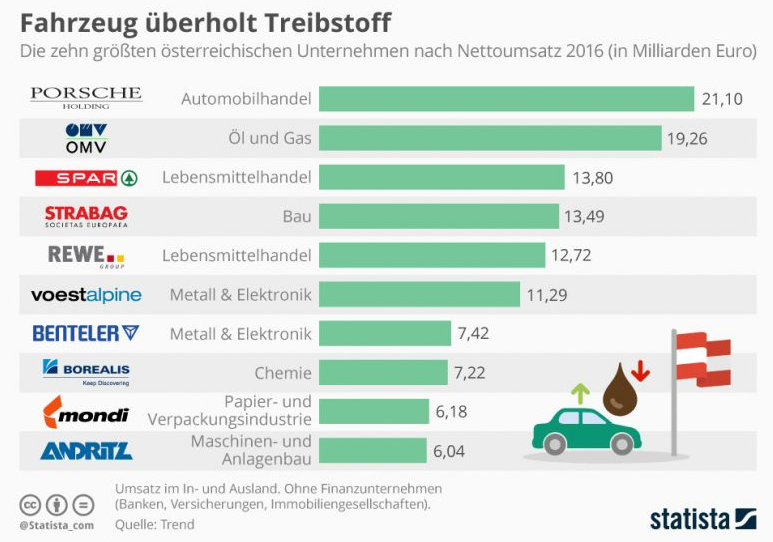 Fahrzeug überholt Treibstoff
Die zehn größten österreichischen Unternehmen nach Nettoumsatz 2016 (in Milliarden Euro)
PORSCHE
HOLDING
Automobilhandel
21,10
OMV
OMV
Öl und Gas
19,26
SPAR
Lebensmittelhandel
13,80
STRABAG
SOCIETAS EUROPAEA
Bau
13,49
REWE
GROUP
Lebensmittelhandel
12,72
voestalpine
Metall & Elektronik
11,29
BENTELER
Metall & Elektronik
7,42
BOREALIS
Keep Discovering
Chemie
7,22
mondi
Papier- und
Verpackungsindustrie
6,18
ANDRITZ
Maschinen- und
Anlagenbau
6,04
Umsatz im In- und Ausland. Ohne Finanzunternehmen
(Banken, Versicherungen, Immobiliengesellschaften).
cc
@Statista_com
Quelle: Trend
statista